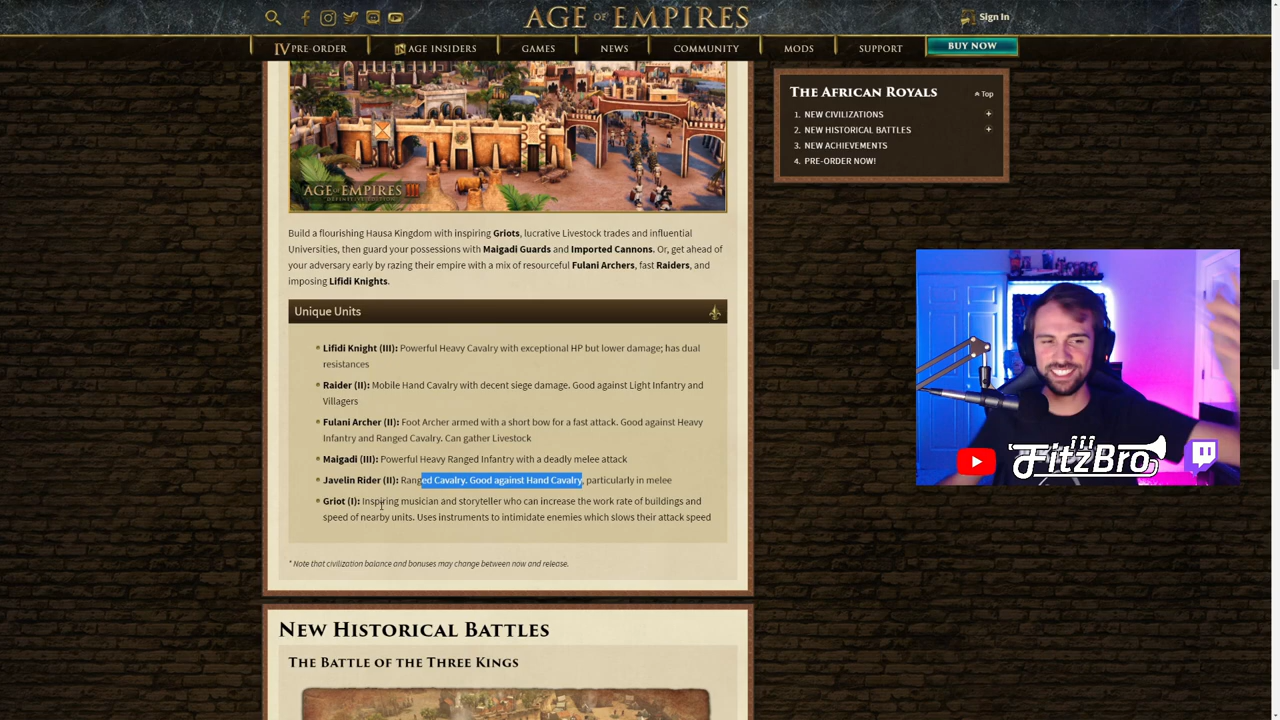 AGE OF EMPIRES
Sign In
IV PRE-ORDER
AGE INSIDERS
GAMES
NEWS
COMMUNITY
MODS
SUPPORT
BUY NOW
AGE OF EMPIRES III
DEFINITIVE EDITION
Build a flourishing Hausa Kingdom with inspiring Griots, lucrative Livestock trades and influential
Universities, then guard your possessions with Maigadi Guards and Imported Cannons. Or, get ahead of
your adversary early by razing their empire with a mix of resourceful Fulani Archers, fast Raiders, and
imposing Lifidi Knights.
Unique Units
Lifidi Knight (III): Powerful Heavy Cavalry with exceptional HP but lower damage; has dual
resistances
Raider (II): Mobile Hand Cavalry with decent siege damage. Good against Light Infantry and
Villagers
Fulani Archer (II): Foot Archer armed with a short bow for a fast attack. Good against Heavy
Infantry and Ranged Cavalry. Can gather Livestock
Maigadi (III): Powerful Heavy Ranged Infantry with a deadly melee attack
Javelin Rider (II): Ranged Cavalry. Good against Hand Cavalry, particularly in melee
Griot (I): Inspiring musician and storyteller who can increase the work rate of buildings and
speed of nearby units. Uses instruments to intimidate enemies which slows their attack speed
* Note that civilization balance and bonuses may change between now and release.
New Historical Battles
The Battle of the Three Kings
The African Royals
Top
1. NEW CIVILIZATIONS +
2. NEW HISTORICAL BATTLES +
3. NEW ACHIEVEMENTS
4. PRE-ORDER NOW!
FitzBro